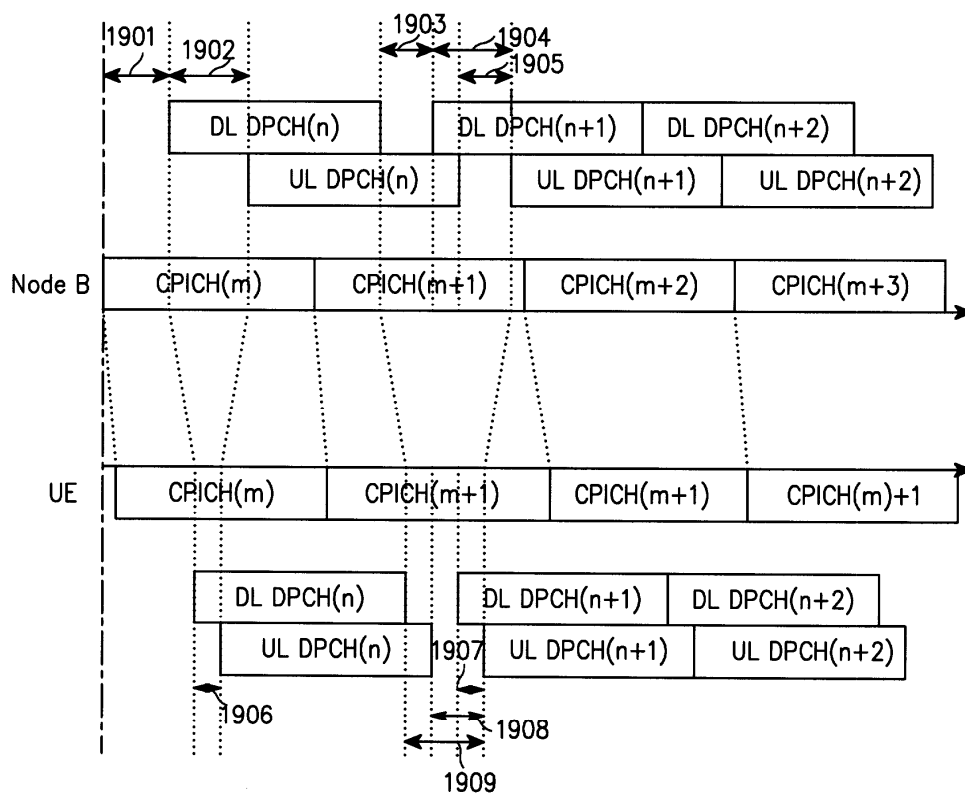 1901
1902
1903
1904
1905
DL DPCH(n)
DL DPCH(n+1)
DL DPCH(n+2)
UL DPCH(n)
UL DPCH(n+1)
UL DPCH(n+2)
Node B
CPICH(m)
CPICH(m+1)
CPICH(m+2)
CPICH(m+3)
UE
CPICH(m)
CPICH(m+1)
CPICH(m+1)
CPICH(m)+1
DL DPCH(n)
DL DPCH(n+1)
DL DPCH(n+2)
UL DPCH(n)
1907
UL DPCH(n+1)
UL DPCH(n+2)
1906
1908
1909